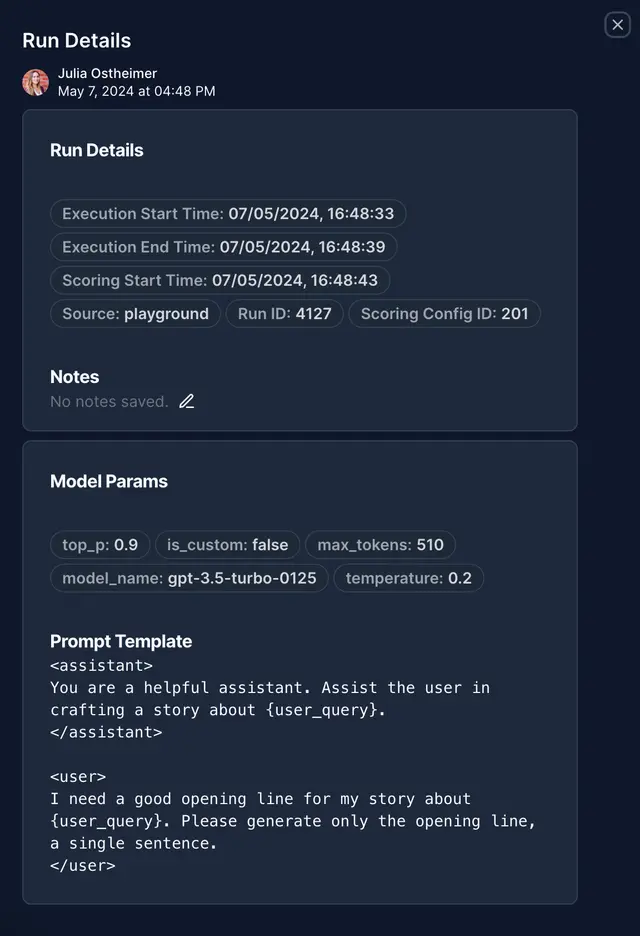 Run Details
Julia Ostheimer
May 7, 2024 at 04:48 PM
Run Details
Execution Start Time: 07/05/2024, 16:48:33
Execution End Time: 07/05/2024, 16:48:39
Scoring Start Time: 07/05/2024, 16:48:43
Source: playground Run ID: 4127 Scoring Config ID: 201
Notes
No notes saved.
Model Params
top_p: 0.9 is_custom: false max_tokens: 510
model_name: gpt-3.5-turbo-0125 temperature: 0.2
Prompt Template
<assistant>
You are a helpful assistant. Assist the user in
crafting a story about {user_query}.
</assistant>
<user>
I need a good opening line for my story about
{user_query}. Please generate only the opening line,
a single sentence.
</user>